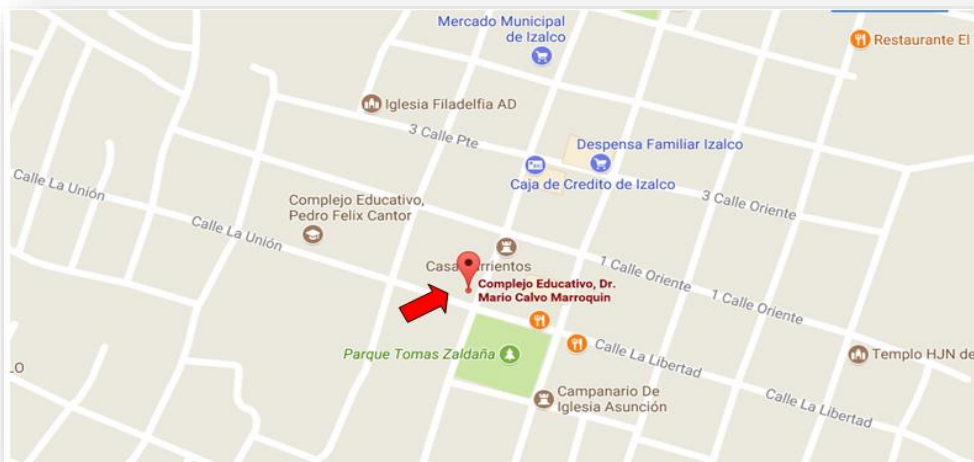 Mercado Municipal
de Izalco
Restaurante El
Iglesia Filadelfia AD
3 Calle Pte
Despensa Familiar Izalco
Caja de Credito de Izalco
Calle La Unión
3 Calle Oriente
Complejo Educativo,
Pedro Felix Cantor
Calle La Unión
Casa rrientos
1 Calle Oriente
Complejo Educativo, Dr.
Mario Calvo Marroquin
1 Calle Oriente
Parque Tomas Zaldaña
Calle La Libertad
Templo HJN de
LO
Campanario De
Iglesia Asunción
Calle La Libertad